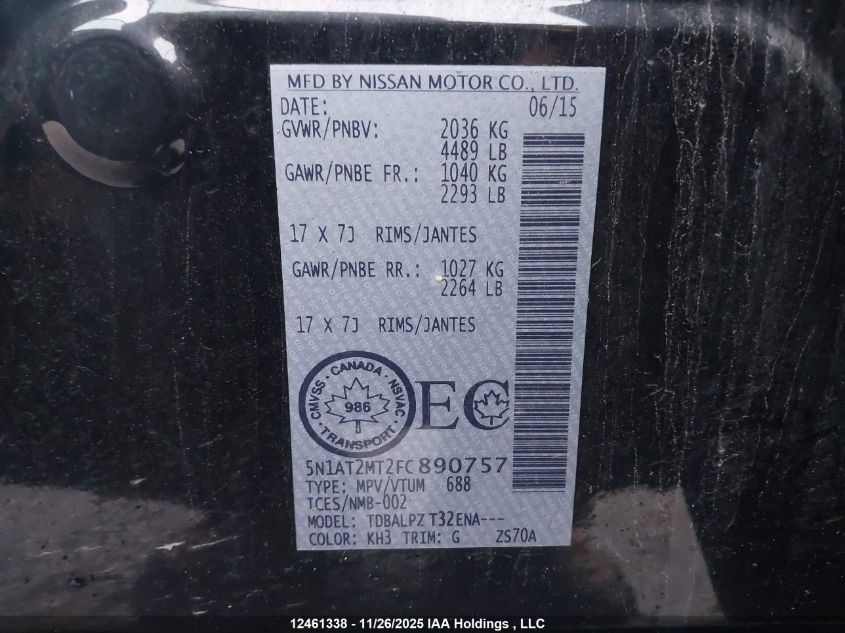 MFD BY NISSAN MOTOR CO., LTD.
DATE: 06/15
GVWR/PNBV: 2036 KG
4489 LB
GAWR/PNBE FR.: 1040 KG
2293 LB
17 X 7J RIMS/JANTES
GAWR/PNBE RR.: 1027 KG
2264 LB
17 X 7J RIMS/JANTES
CMVSS · CANADA · NSVAC
986
· TRANSPORT ·
EC
5N1AT2MT2FC890757
TYPE: MPV/VTUM 688
ICES/NMB-002
MODEL: TDBALPZ T32ENA---
COLOR: KH3 TRIM: G ZS70A
12461338 - 11/26/2025 IAA Holdings , LLC